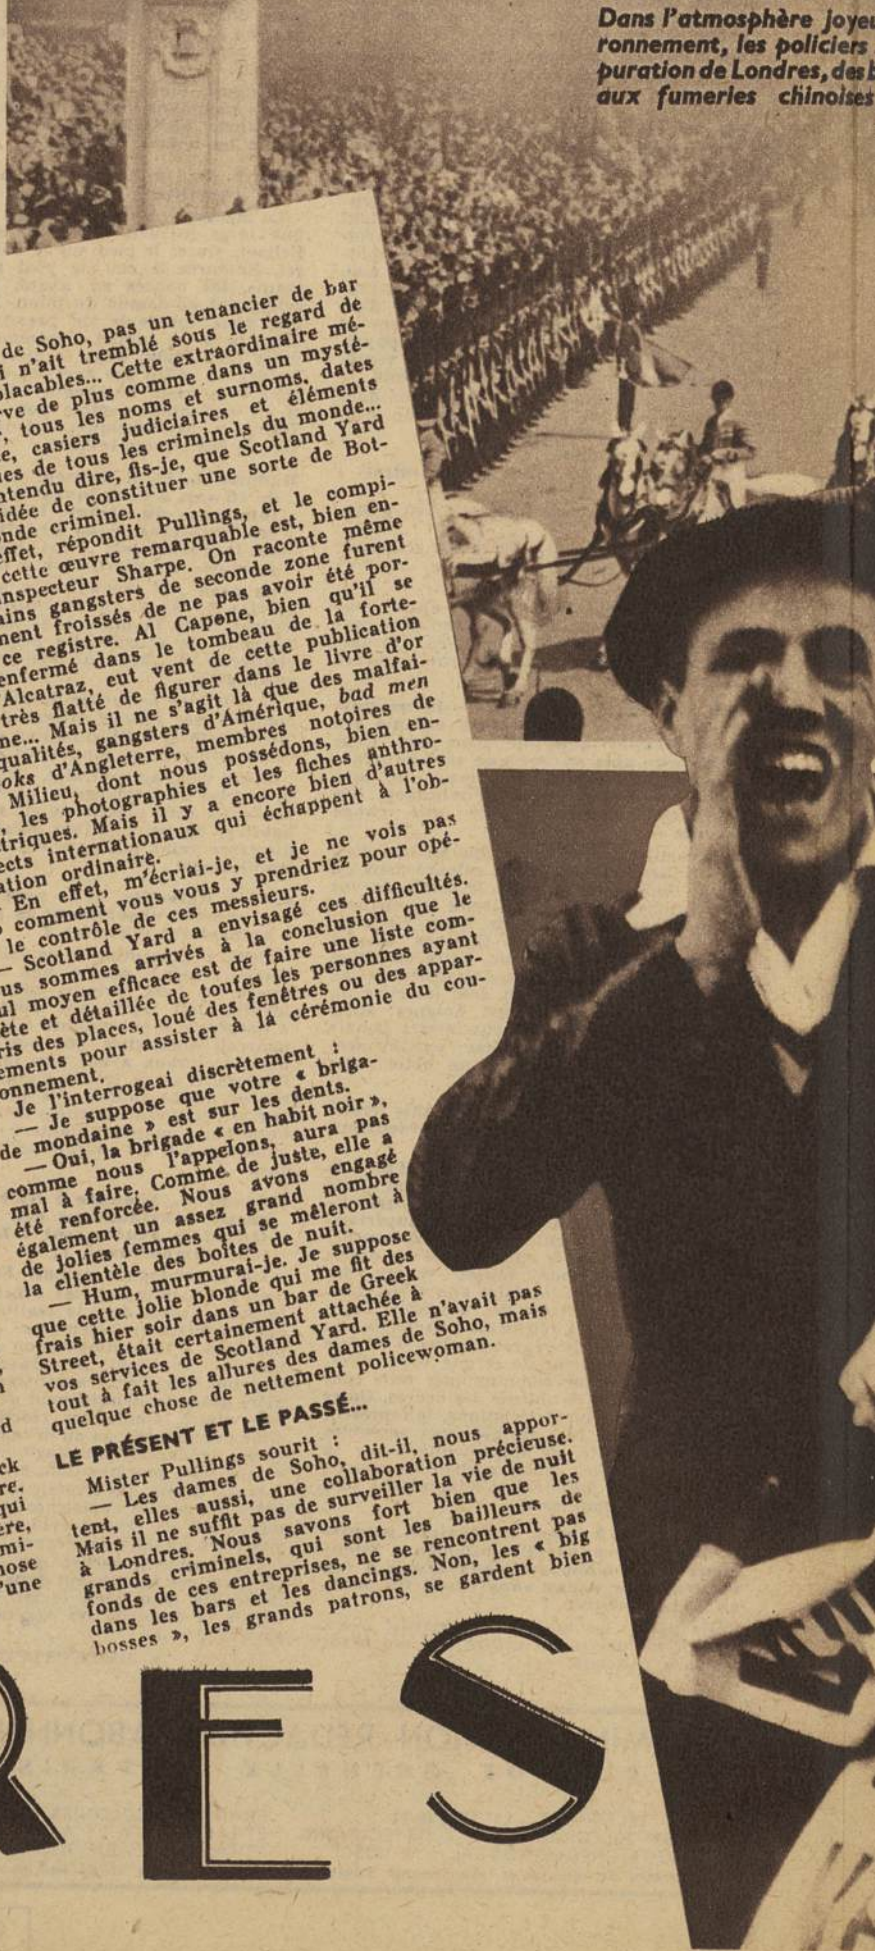 Dans l'atmosphère joyeu
ronnement, les policiers
puration de Londres, des b
aux fumeries chinoises
de Soho, pas un tenancier de bar
i n'ait tremblé sous le regard de
placables... Cette extraordinaire mé-
rve de plus comme dans un mysté-
, tous les noms et surnoms, dates
e, casiers judiciaires et éléments
ues de tous les criminels du monde...
ntendu dire, fis-je, que Scotland Yard
idée de constituer une sorte de Bot-
onde criminel.
effet, répondit Pullings, et le compi-
cette œuvre remarquable est, bien en-
nspecteur Sharpe. On raconte même
ains gangsters de seconde zone furent
ment froissés de ne pas avoir été por-
ce registre. Al Capone, bien qu'il se
enfermé dans le tombeau de la forte-
Alcatraz, eut vent de cette publication
très flatté de figurer dans le livre d'or
ne... Mais il ne s'agit là que des malfai-
qualités, gangsters d'Amérique, bad men
ooks d'Angleterre, membres notoires de
Milieu, dont nous possédons, bien en-
, les photographies et les fiches anthro-
triques. Mais il y a encore bien d'autres
ects internationaux qui échappent à l'ob-
ation ordinaire.
En effet, m'écriai-je, et je ne vois pas
comment vous vous y prendriez pour opé-
le contrôle de ces messieurs.
— Scotland Yard a envisagé ces difficultés.
us sommes arrivés à la conclusion que le
ul moyen efficace est de faire une liste com-
ète et détaillée de toutes les personnes ayant
ris des places, loué des fenêtres ou des appar-
ements pour assister à la cérémonie du cou-
onnement.
Je l'interrogeai discrètement :
— Je suppose que votre « briga-
de mondaine » est sur les dents.
— Oui, la brigade « en habit noir »,
comme nous l'appelons, aura pas
mal à faire. Comme de juste, elle a
été renforcée. Nous avons engagé
également un assez grand nombre
de jolies femmes qui se mêleront à
la clientèle des boîtes de nuit.
— Hum, murmurai-je. Je suppose
que cette jolie blonde qui me fit des
frais hier soir dans un bar de Greek
Street, était certainement attachée à
vos services de Scotland Yard. Elle n'avait pas
tout à fait les allures des dames de Soho, mais
quelque chose de nettement policewoman.
d
ck
re.
qui
ère,
mi-
hose
'une
LE PRÉSENT ET LE PASSÉ...
Mister Pullings sourit :
— Les dames de Soho, dit-il, nous appor-
tent, elles aussi, une collaboration précieuse.
Mais il ne suffit pas de surveiller la vie de nuit
à Londres. Nous savons fort bien que les
grands criminels, qui sont les bailleurs de
fonds de ces entreprises, ne se rencontrent pas
dans les bars et les dancings. Non, les « big
bosses », les grands patrons, se gardent bien
RES